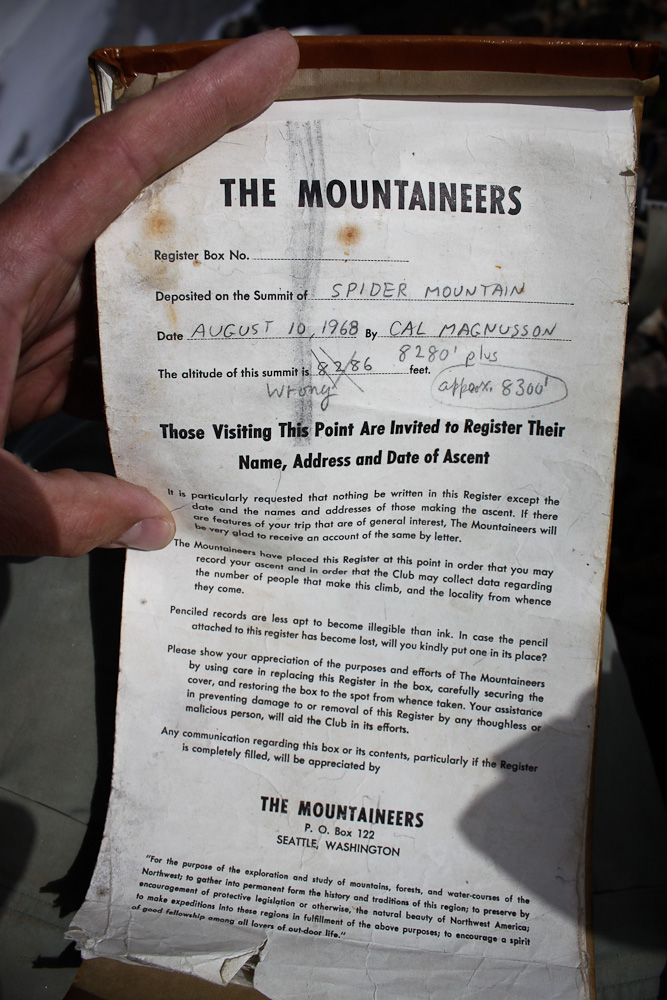 THE MOUNTAINEERS
Register Box No.
Deposited on the Summit of SPIDER MOUNTAIN
Date AUGUST 10, 1968 By CAL MAGNUSSON
8280' plus
The altitude of this summit is 8286 feet.
Wrong
approx. 8300'
Those Visiting This Point Are Invited to Register Their
Name, Address and Date of Ascent
It is particularly requested that nothing be written in this Register except the
date and the names and addresses of those making the ascent. If there
are features of your trip that are of general interest, The Mountaineers will
be very glad to receive an account of the same by letter.
The Mountaineers have placed this Register at this point in order that you may
record your ascent and in order that the Club may collect data regarding
the number of people that make this climb, and the locality from whence
they come.
Penciled records are less apt to become illegible than ink. In case the pencil
attached to this register has become lost, will you kindly put one in its place?
Please show your appreciation of the purposes and efforts of The Mountaineers
by using care in replacing this Register in the box, carefully securing the
cover, and restoring the box to the spot from whence taken. Your assistance
in preventing damage to or removal of this Register by any thoughless or
malicious person, will aid the Club in its efforts.
Any communication regarding this box or its contents, particularly if the Register
is completely filled, will be appreciated by
THE MOUNTAINEERS
P. O. Box 122
SEATTLE, WASHINGTON
"For the purpose of the exploration and study of mountains, forests, and water-courses of the
Northwest; to gather into permanent form the history and traditions of this region; to preserve by
encouragement of protective legislation or otherwise, the natural beauty of Northwest America;
to make expeditions into these regions in fulfillment of the above purposes; to encourage a spirit
of good fellowship among all lovers of out-door life."